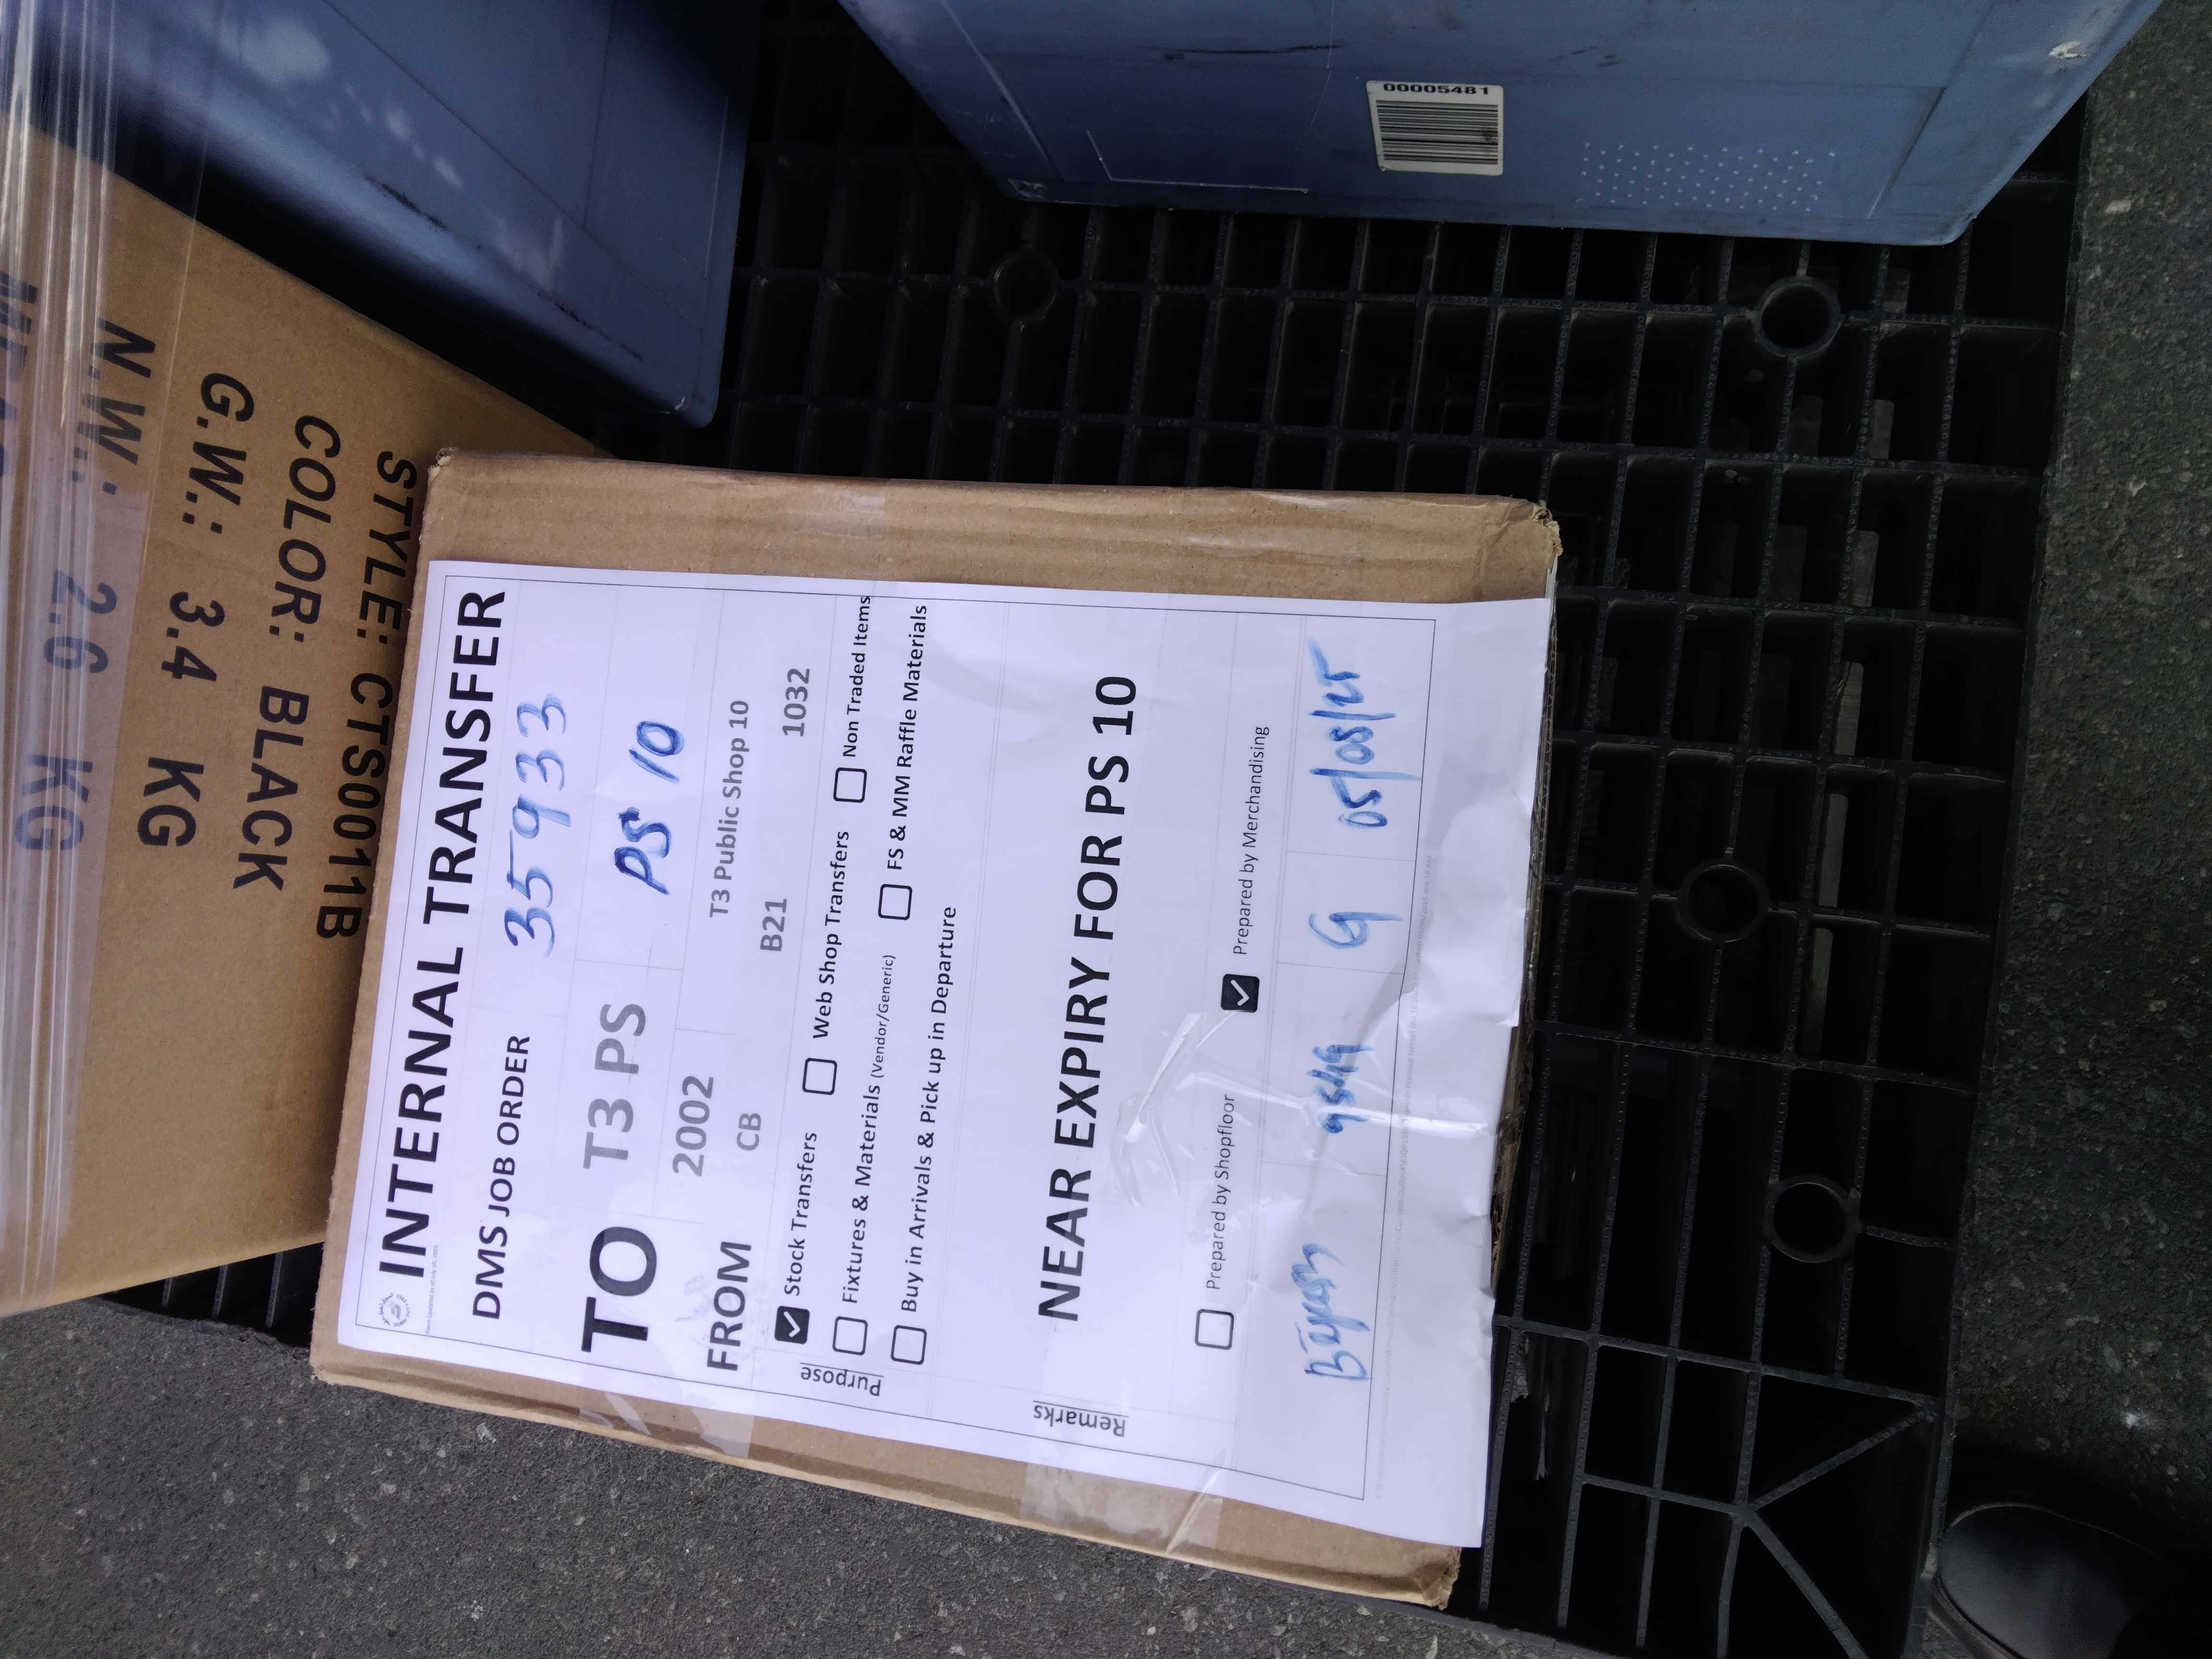 INTERNAL TRANSFER
DMS JOB ORDER 35933
TO T3 PS PS 10
2002 T3 Public Shop 10
FROM CB B21 1032
Purpose
Stock Transfers Web Shop Transfers Non Traded Items
Fixtures & Materials (Vendor/Generic) FS & MM Raffle Materials
Buy in Arrivals & Pick up in Departure
Remarks
NEAR EXPIRY FOR PS 10
Prepared by Shopfloor Prepared by Merchandising
05/05/25
STYLE: CTS0011B
COLOR: BLACK
G.W.: 3.4 KG
N.W.: 2.6 KG
00005481